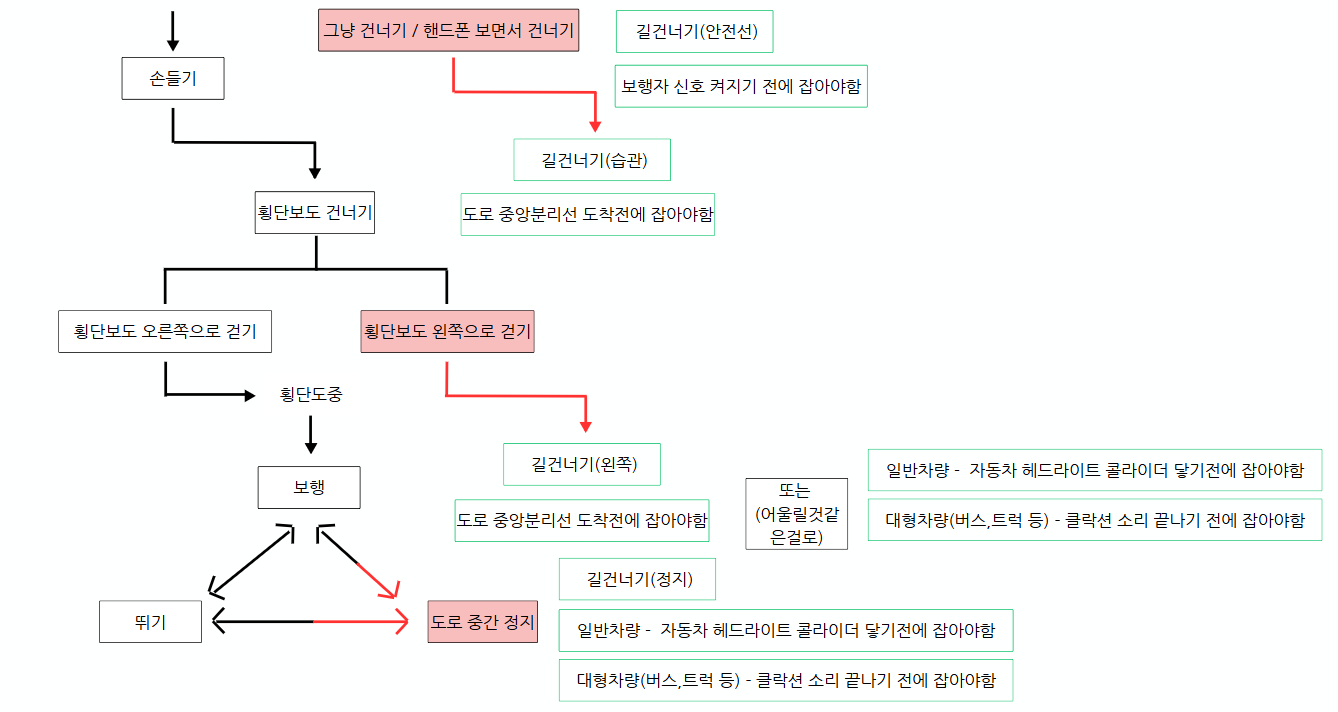 그냥 건너기 / 핸드폰 보면서 건너기
길건너기(안전선)
손들기
보행자 신호 켜지기 전에 잡아야함
길건너기(습관)
횡단보도 건너기
도로 중앙분리선 도착전에 잡아야함
횡단보도 오른쪽으로 걷기
횡단보도 왼쪽으로 걷기
횡단도중
길건너기(왼쪽)
일반차량 - 자동차 헤드라이트 콜라이더 닿기전에 잡아야함
보행
도로 중앙분리선 도착전에 잡아야함
또는
(어울릴것같
은걸로)
대형차량(버스,트럭 등) - 클락션 소리 끝나기 전에 잡아야함
길건너기(정지)
뛰기
도로 중간 정지
일반차량 - 자동차 헤드라이트 콜라이더 닿기전에 잡아야함
대형차량(버스,트럭 등) - 클락션 소리 끝나기 전에 잡아야함